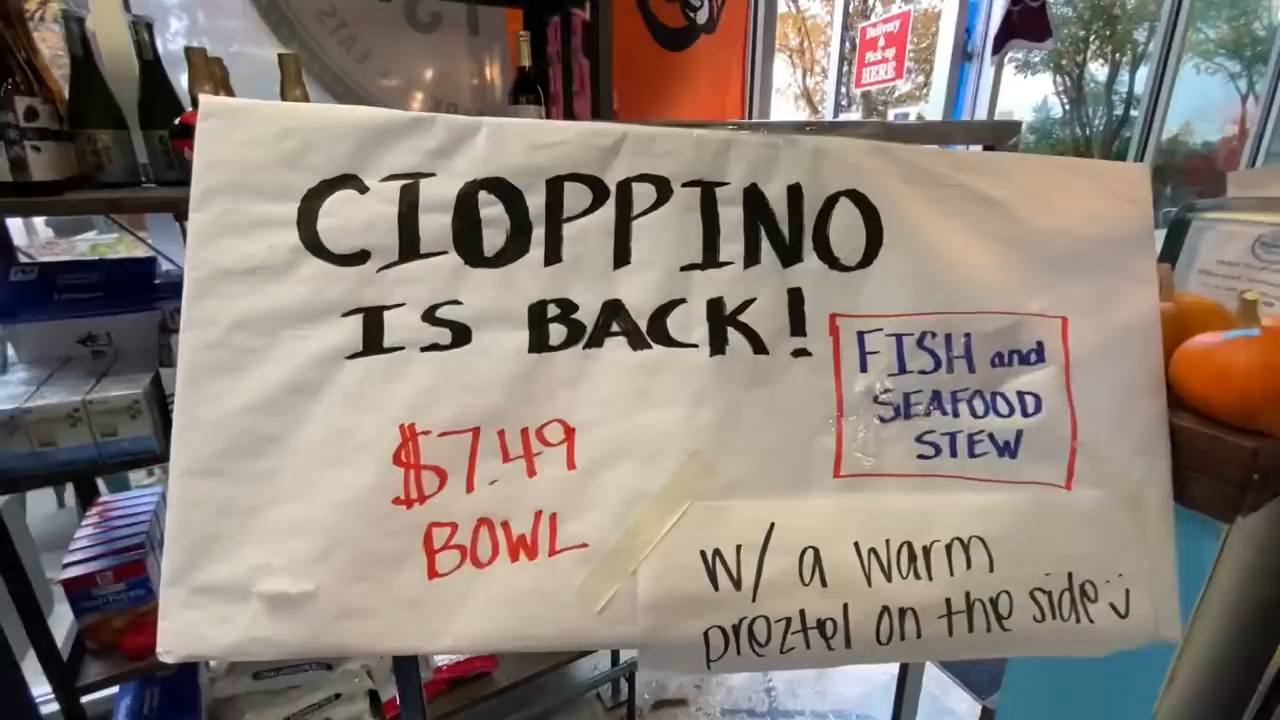 EATS
Delivery
&
Pick-up
HERE
CIOPPINO
IS BACK!
FISH and
SEAFOOD
STEW
$7.49
BOWL
w/ a warm
preztel on the side